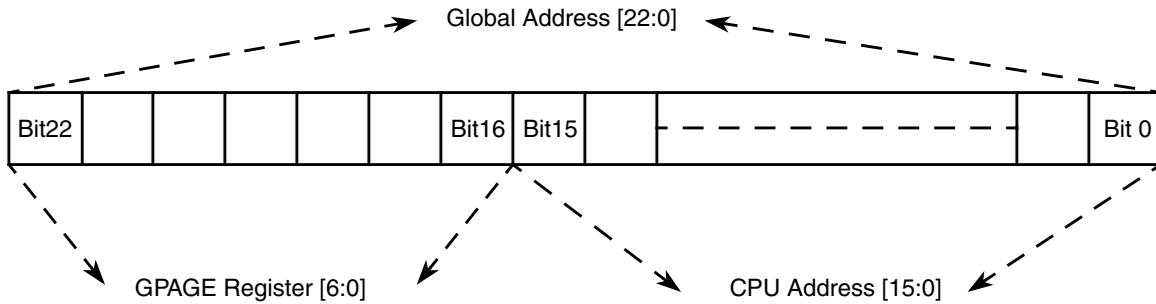 Global Address [22:0]
Bit22 Bit16 Bit15 Bit 0
GPAGE Register [6:0] CPU Address [15:0]